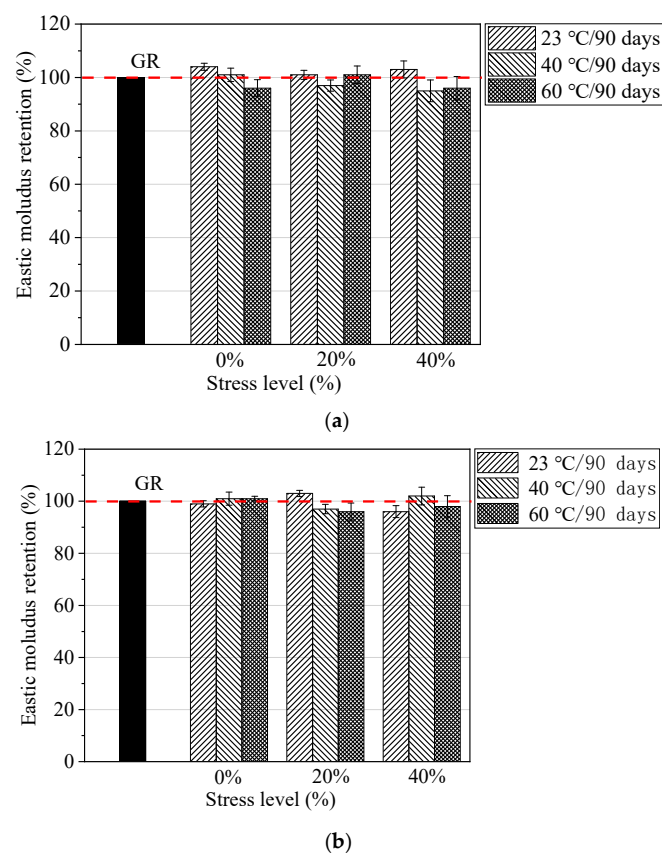 120
100
80
60
40
20
0
Eastic moludus retention (%)
GR
23 ℃/90 days
40 ℃/90 days
60 ℃/90 days
0% 20% 40%
Stress level (%)
(a)
120
100
80
60
40
20
0
Eastic moludus retention (%)
GR
23 ℃/90 days
40 ℃/90 days
60 ℃/90 days
0% 20% 40%
Stress level (%)
(b)